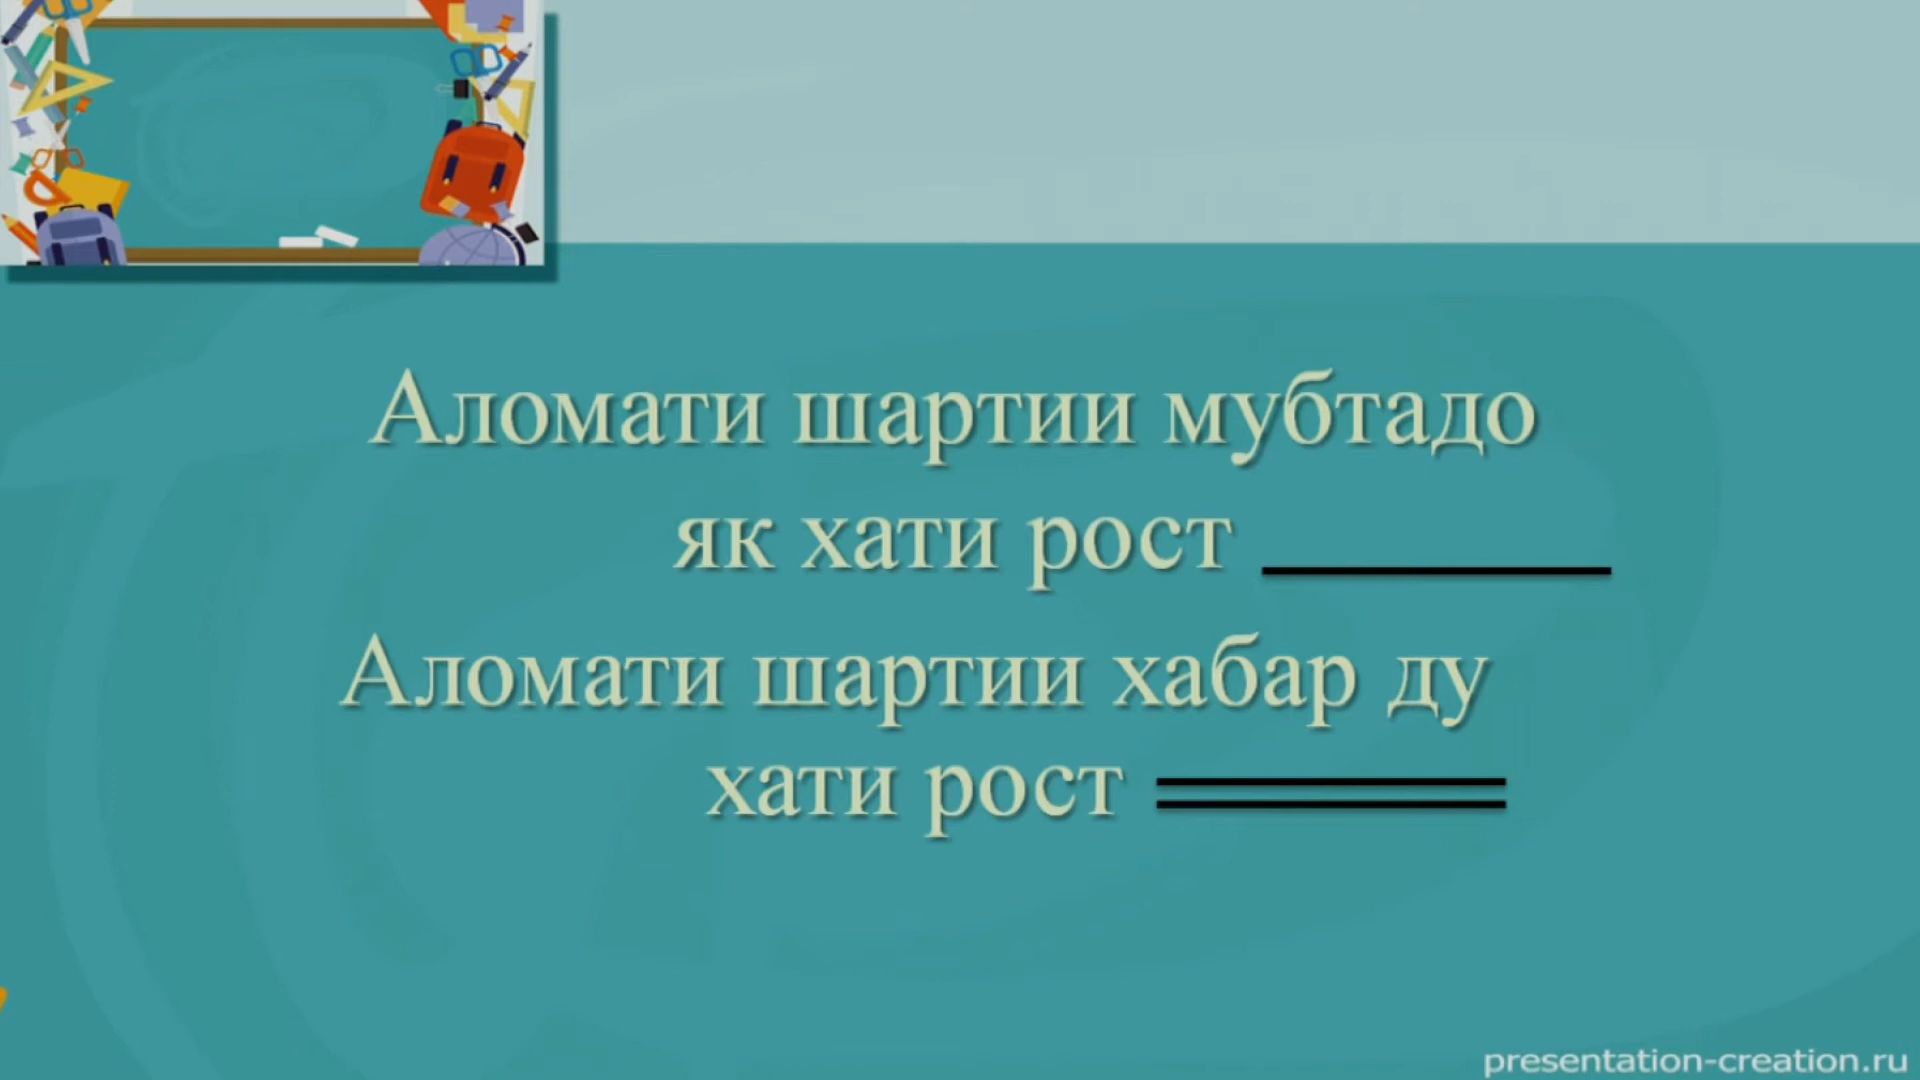 Аломати шартии мубтадо
як хати рост
Аломати шартии хабар ду
хати рост
presentation-creation.ru